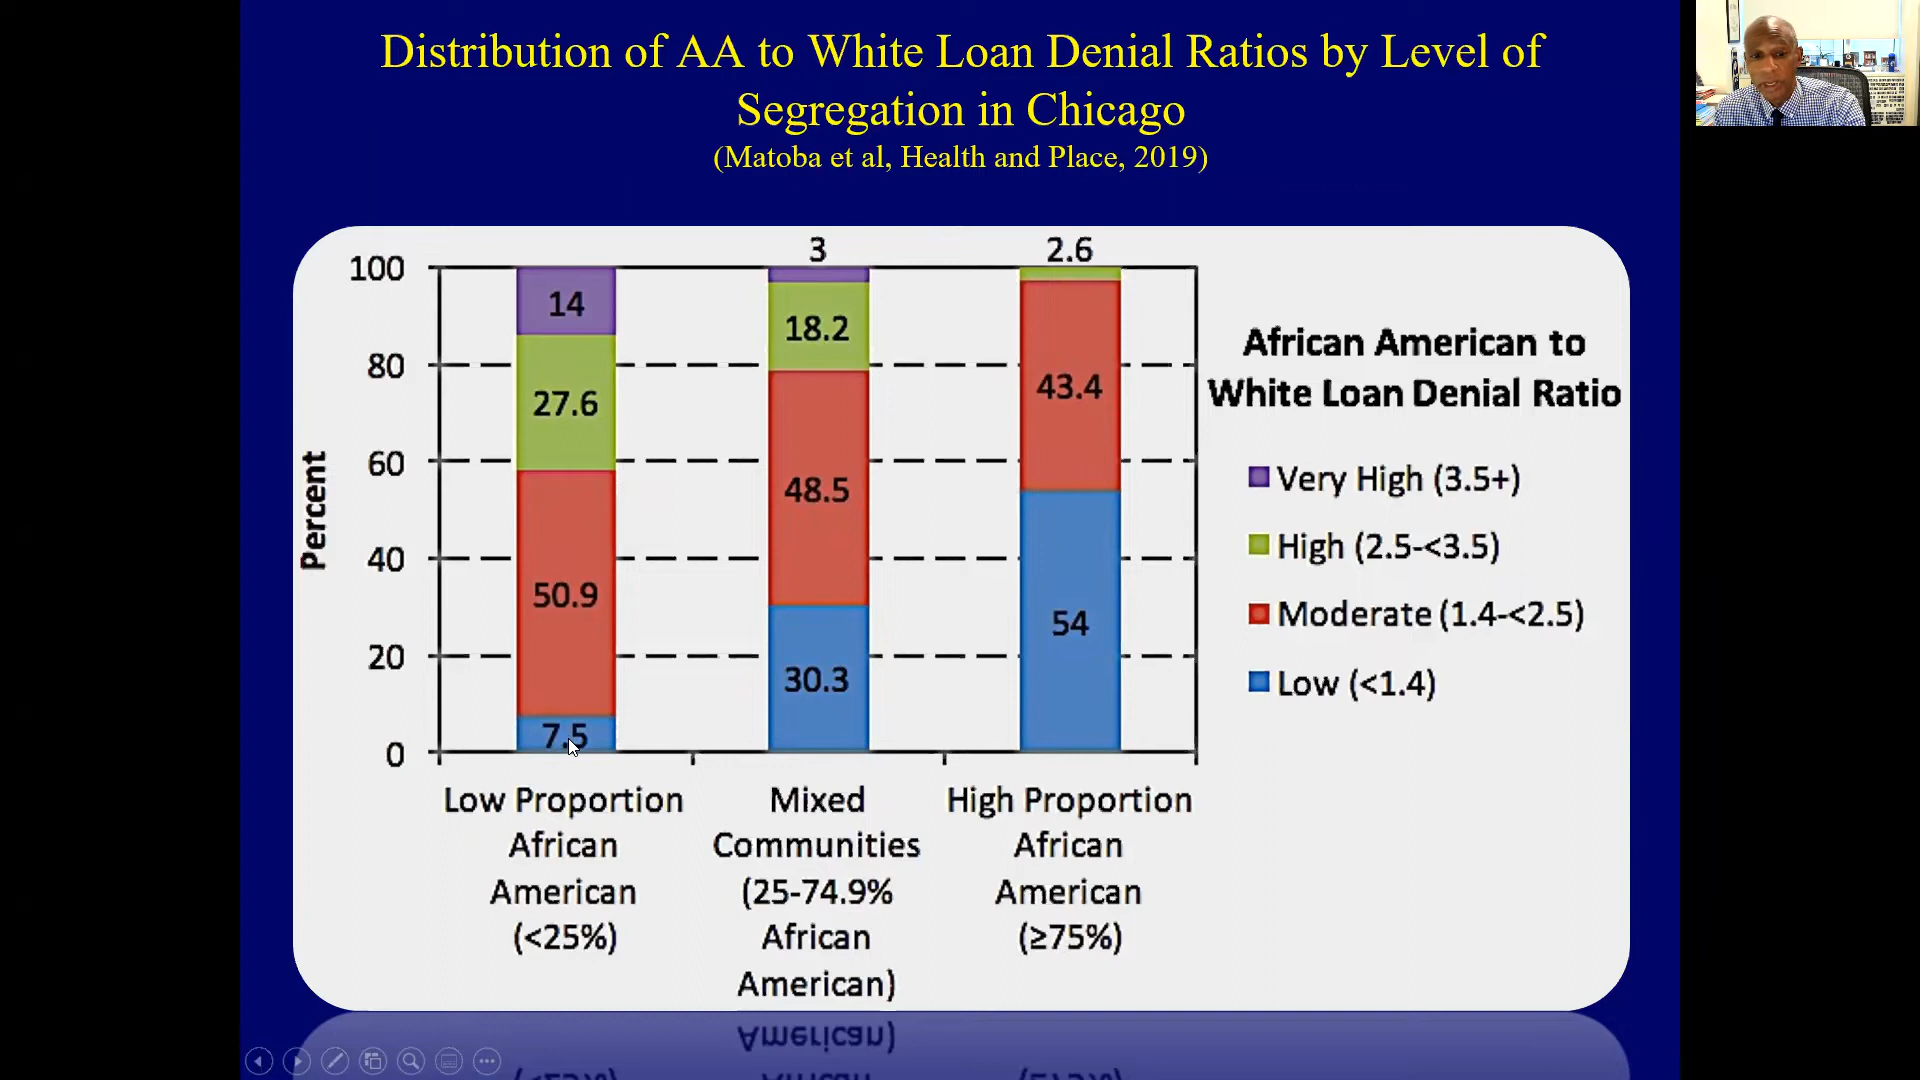 Distribution of AA to White Loan Denial Ratios by Level of
Segregation in Chicago
(Matoba et al, Health and Place, 2019)
3
2.6
100
80
60
40
20
0
Percent
14
27.6
50.9
7.5
18.2
48.5
30.3
43.4
54
African American to
White Loan Denial Ratio
Very High (3.5+)
High (2.5-<3.5)
Moderate (1.4-<2.5)
Low (<1.4)
Low Proportion
African
American
(<25%)
Mixed
Communities
(25-74.9%
African
American)
High Proportion
African
American
(≥75%)